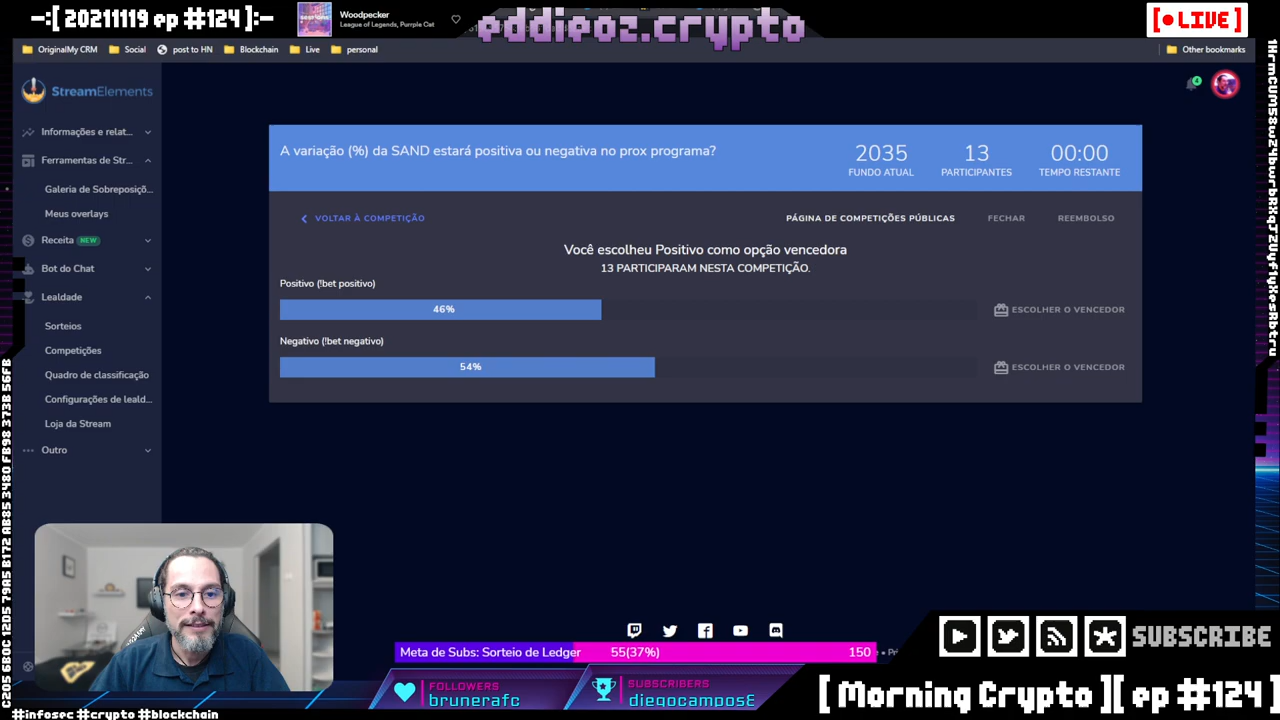 -:[ 20211119 ep #124 ]:-
Woodpecker
League of Legends, Purrple Cat
eddieoz.crypto
[ ● LIVE ]
OriginalMy CRM
Social
post to HN
Blockchain
Live
personal
Other bookmarks
StreamElements
4
Informações e relat...
Ferramentas de Str...
Galeria de Sobreposiçõ...
Meus overlays
Receita NEW
Bot do Chat
Lealdade
Sorteios
Competições
Quadro de classificação
Configurações de leald...
Loja da Stream
Outro
A variação (%) da SAND estará positiva ou negativa no prox programa?
2035
FUNDO ATUAL
13
PARTICIPANTES
00:00
TEMPO RESTANTE
VOLTAR À COMPETIÇÃO
PÁGINA DE COMPETIÇÕES PÚBLICAS
FECHAR
REEMBOLSO
Você escolheu Positivo como opção vencedora
13 PARTICIPARAM NESTA COMPETIÇÃO.
Positivo (!bet positivo)
46%
ESCOLHER O VENCEDOR
Negativo (!bet negativo)
54%
ESCOLHER O VENCEDOR
Meta de Subs: Sorteio de Ledger
55(37%)
150
FOLLOWERS
brunerafc
SUBSCRIBERS
diegocamposE
SUBSCRIBE
[ Morning Crypto ][ ep #124 ]
#infosec #crypto #blockchain